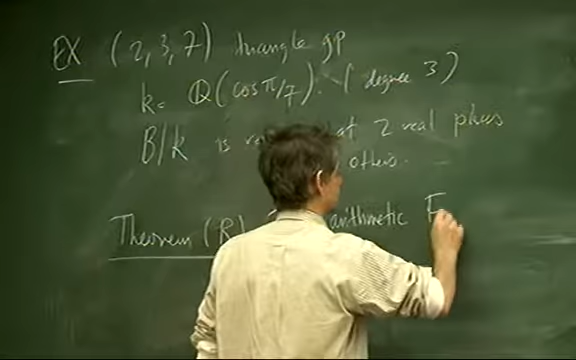 EX (2,3,7) triangle gp
k = Q(cos π/7). (degree 3)
B/k is at 2 real places
others.
Theorem (R) arithmetic F